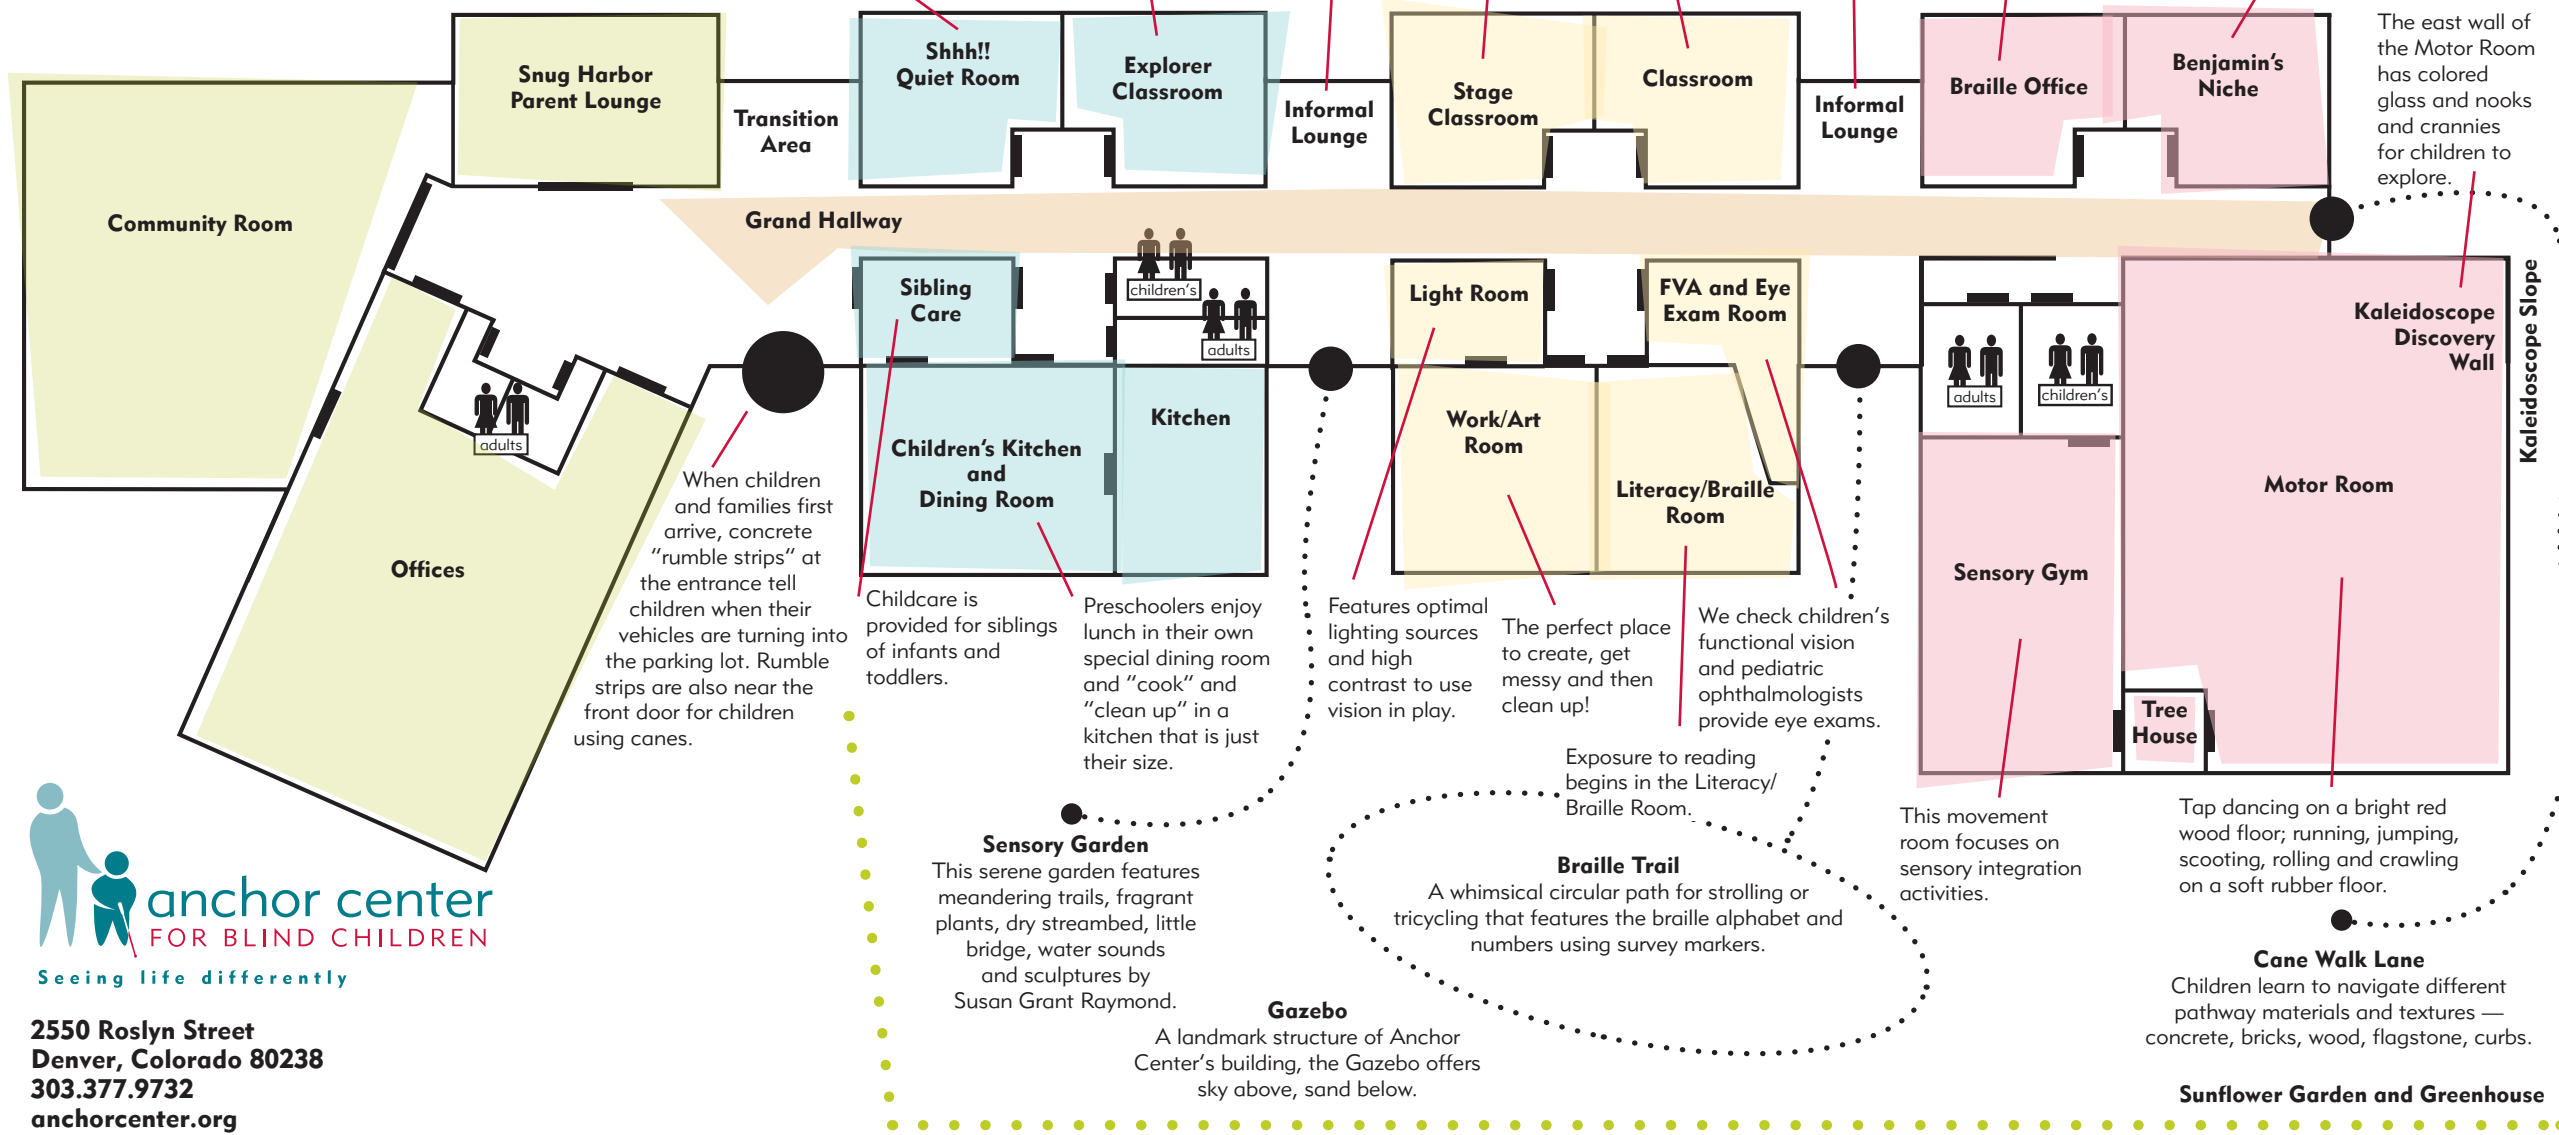 Snug Harbor
Parent Lounge
Transition
Area
Shhh!!
Quiet Room
Explorer
Classroom
Informal
Lounge
Stage
Classroom
Classroom
Informal
Lounge
Braille Office
Benjamin's
Niche
The east wall of
the Motor Room
has colored
glass and nooks
and crannies
for children to
explore.
Community Room
Grand Hallway
Sibling
Care
children's
adults
Light Room
FVA and Eye
Exam Room
adults
children's
Kaleidoscope
Discovery
Wall
Kaleidoscope Slope
adults
Offices
When children
and families first
arrive, concrete
"rumble strips" at
the entrance tell
children when their
vehicles are turning into
the parking lot. Rumble
strips are also near the
front door for children
using canes.
Children's Kitchen
and
Dining Room
Kitchen
Work/Art
Room
Literacy/Braille
Room
Sensory Gym
Motor Room
Tree
House
Childcare is
provided for siblings
of infants and
toddlers.
Preschoolers enjoy
lunch in their own
special dining room
and "cook" and
"clean up" in a
kitchen that is just
their size.
Features optimal
lighting sources
and high
contrast to use
vision in play.
The perfect place
to create, get
messy and then
clean up!
We check children's
functional vision
and pediatric
ophthalmologists
provide eye exams.
Exposure to reading
begins in the Literacy/
Braille Room.
This movement
room focuses on
sensory integration
activities.
Tap dancing on a bright red
wood floor; running, jumping,
scooting, rolling and crawling
on a soft rubber floor.
Sensory Garden
This serene garden features
meandering trails, fragrant
plants, dry streambed, little
bridge, water sounds
and sculptures by
Susan Grant Raymond.
Braille Trail
A whimsical circular path for strolling or
tricycling that features the braille alphabet and
numbers using survey markers.
Gazebo
A landmark structure of Anchor
Center's building, the Gazebo offers
sky above, sand below.
Cane Walk Lane
Children learn to navigate different
pathway materials and textures —
concrete, bricks, wood, flagstone, curbs.
Sunflower Garden and Greenhouse
anchor center
FOR BLIND CHILDREN
Seeing life differently
2550 Roslyn Street
Denver, Colorado 80238
303.377.9732
anchorcenter.org